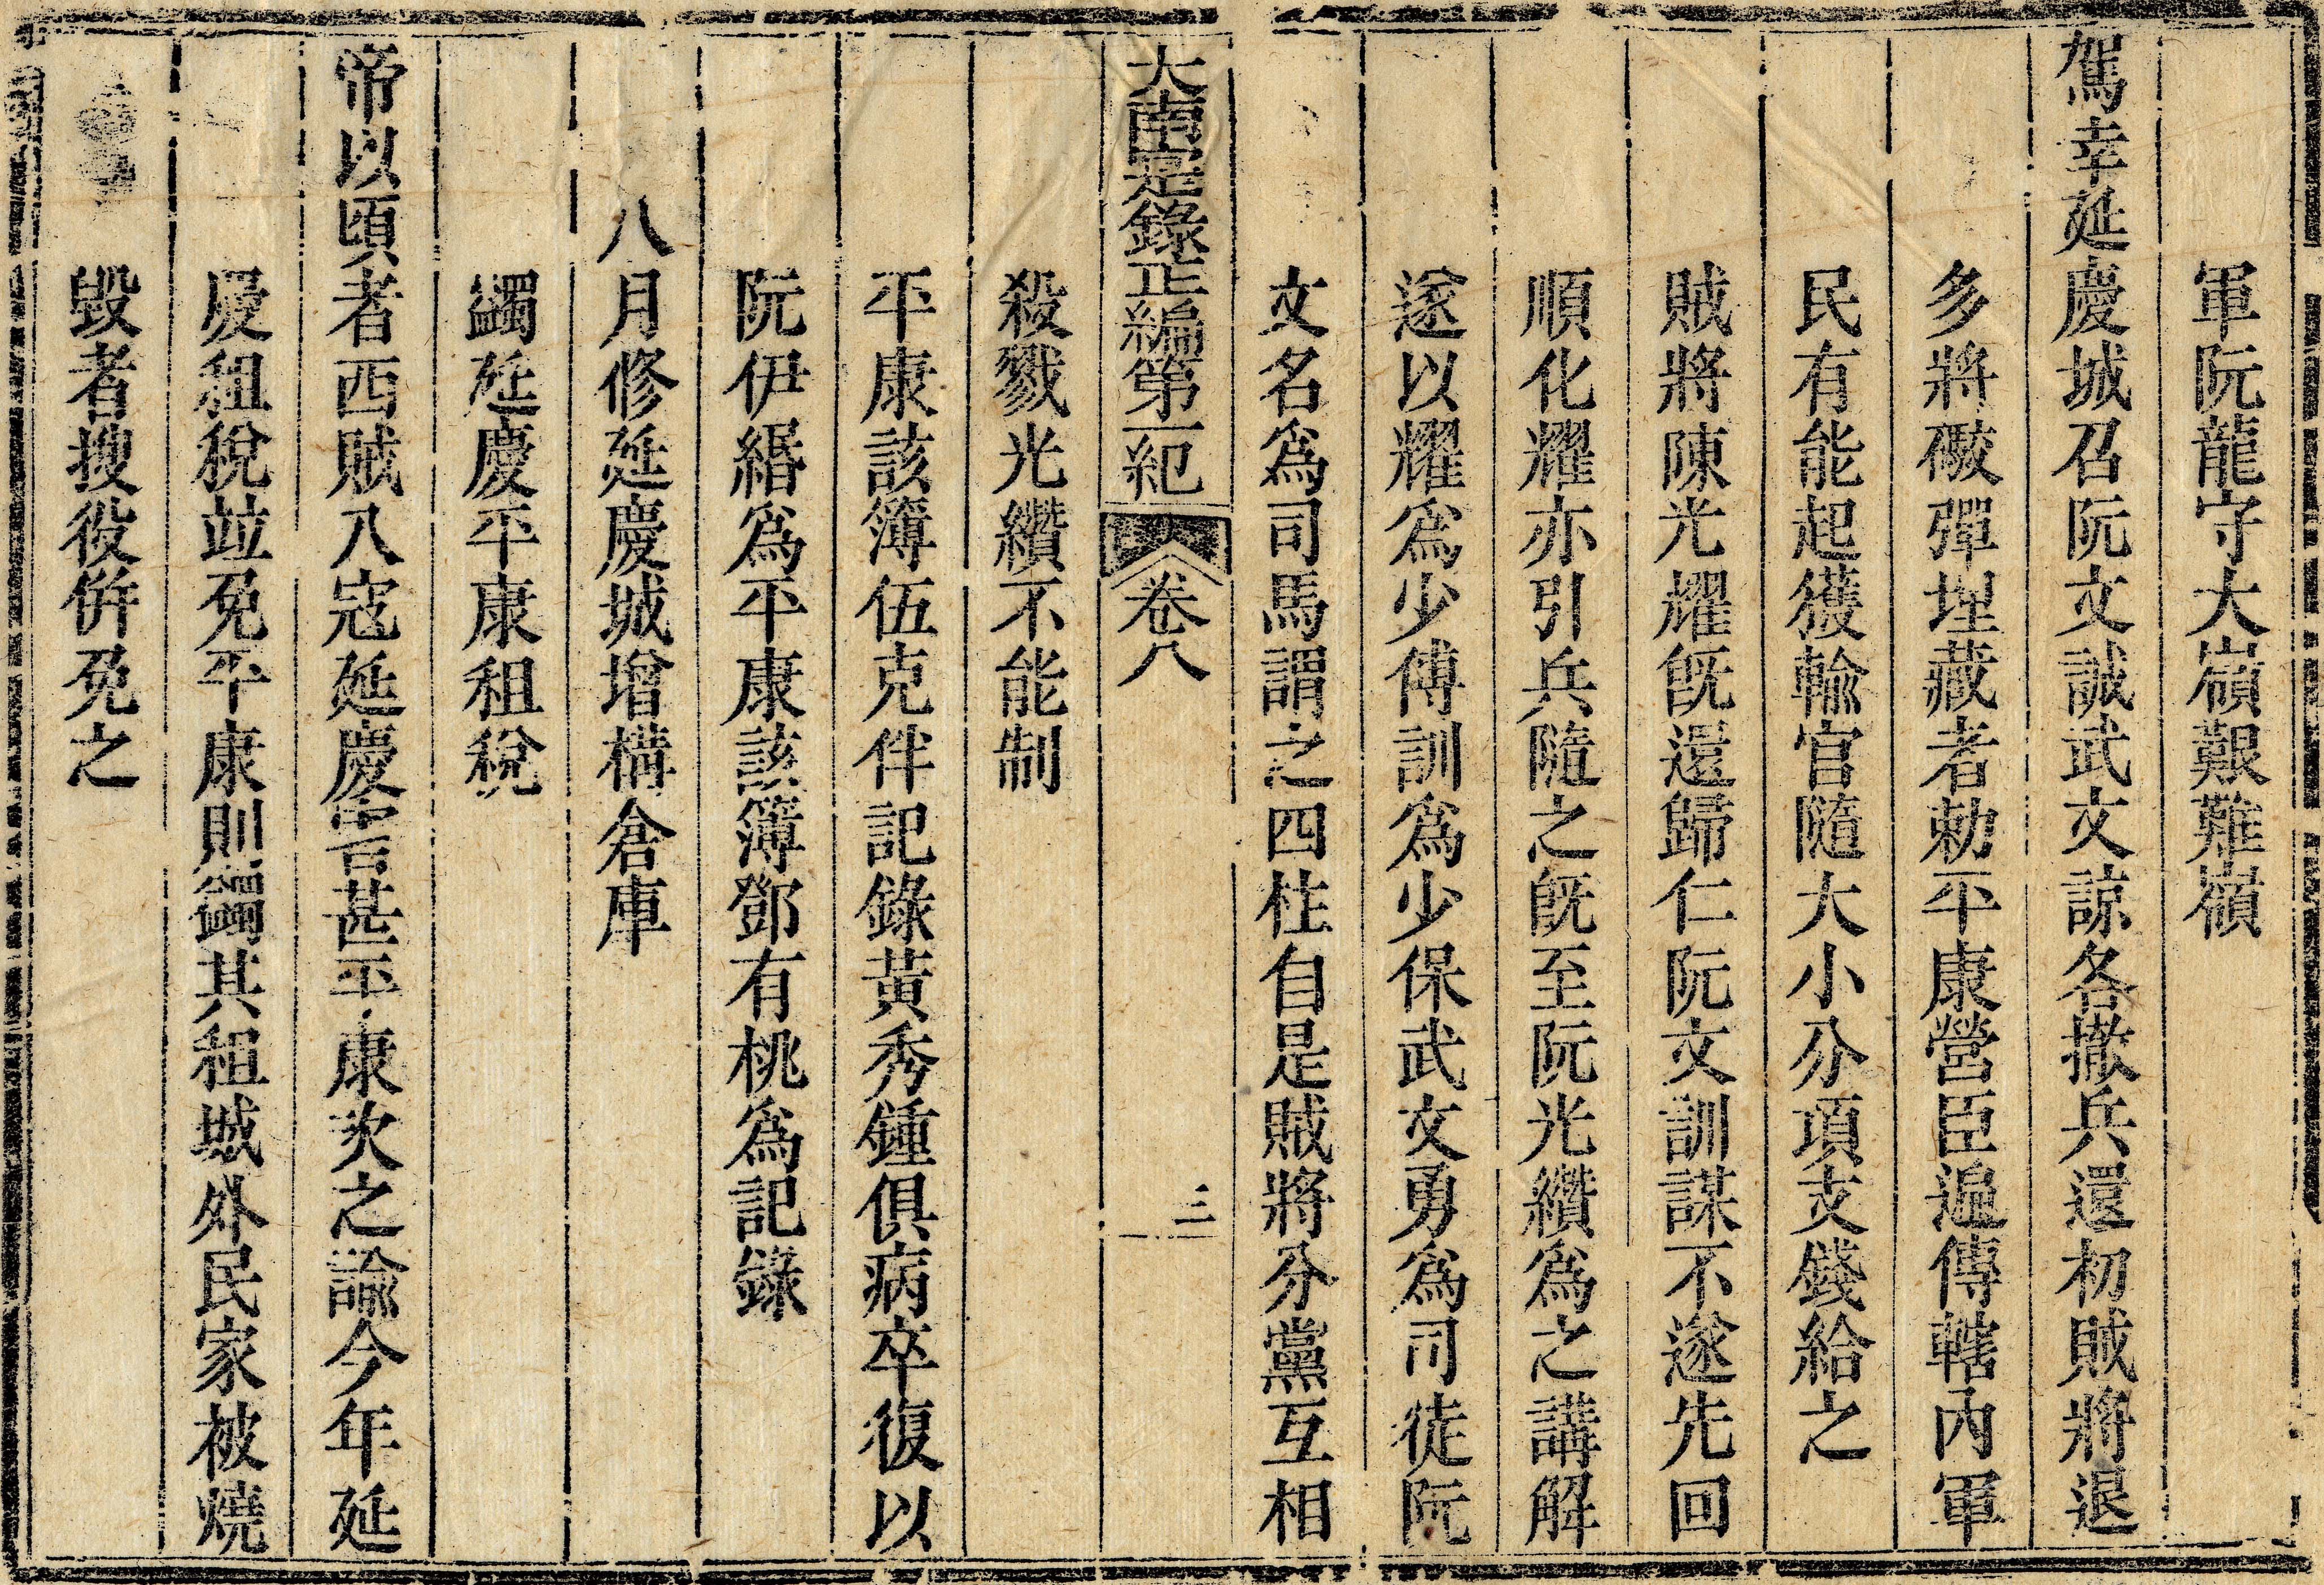 軍阮龍守大嶺艱難嶺
駕幸延慶城召阮文誠武文諒各撤兵還初賊將退
多將礮彈埋藏者勅平康營臣遍傳轄內軍
民有能起獲輸官隨大小分項支錢給之
賊將陳光耀旣還歸仁阮文訓謀不遂先回
順化耀亦引兵隨之旣至阮光纘爲之講解
遂以耀爲少傅訓爲少保武文勇爲司徒阮
文名爲司馬謂之四柱自是賊將分黨互相
大南寔錄正編第一紀 卷八 三
殺戮光纘不能制
平康該簿伍克伴記錄黃秀鍾俱病卒復以
阮伊緡爲平康該簿鄧有桃爲記錄
八月修延慶城增構倉庫
蠲延慶平康租稅
帝以頃者西賊入寇延慶害甚平康次之諭今年延
慶租稅竝免平康則蠲其租城外民家被燒
毀者搜役倂免之